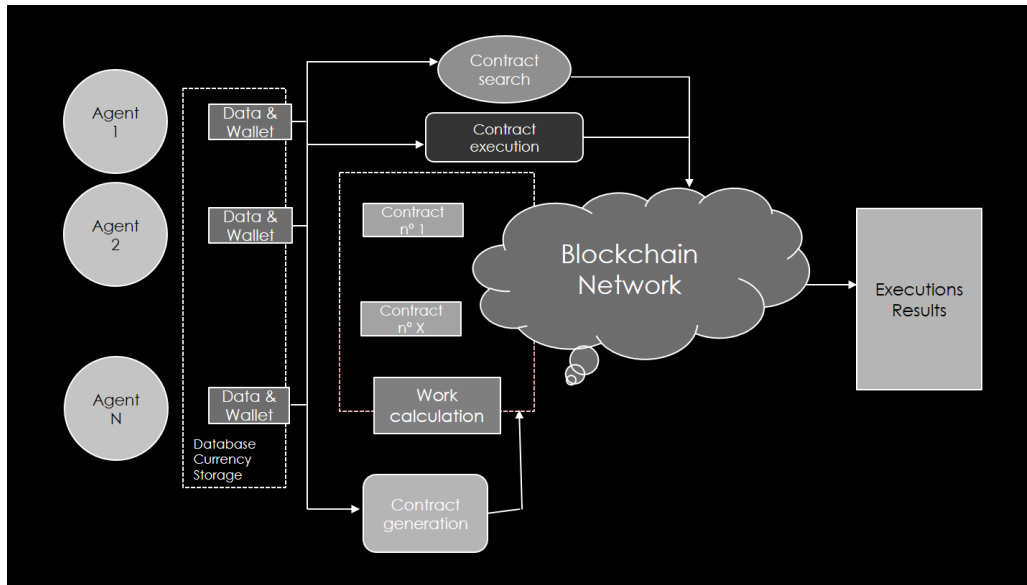 Agent
1
Data &
Wallet
Contract
search
Contract
execution
Agent
2
Data &
Wallet
Contract
nº 1
Blockchain
Network
Executions
Results
Contract
nº X
Agent
N
Data &
Wallet
Work
calculation
Database
Currency
Storage
Contract
generation